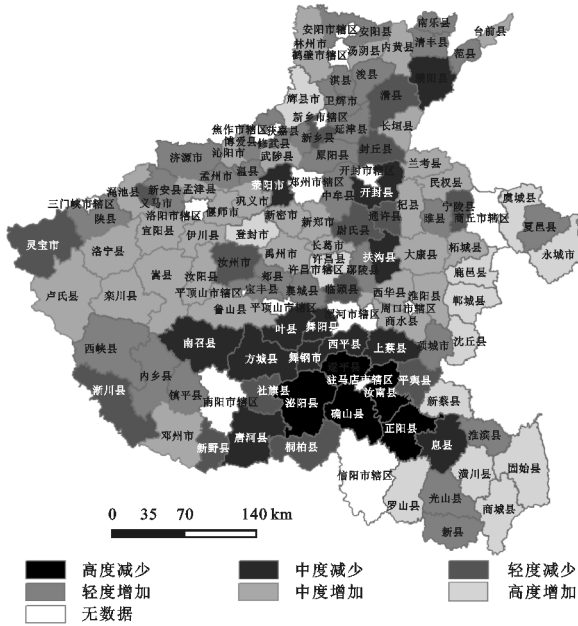 安阳市辖区
安阳县
南乐县
台前县
林州市
汤阴县
内黄县
清丰县
范县
鹤壁市辖区
濮阳县
淇县
浚县
滑县
辉县市
卫辉市
新乡市辖区
延津县
长垣县
焦作市辖区
获嘉县
新乡县
封丘县
博爱县
修武县
济源市
沁阳市
武陟县
原阳县
兰考县
孟州市
温县
荥阳市
郑州市辖区
开封市辖区
开封县
民权县
虞城县
渑池县
新安县
孟津县
中牟县
宁陵县
三门峡市辖区
义马市
偃师市
巩义市
杞县
睢县
商丘市辖区
夏邑县
陕县
洛阳市辖区
新密市
新郑市
尉氏县
通许县
灵宝市
宜阳县
伊川县
登封市
长葛市
扶沟县
太康县
柘城县
永城市
洛宁县
禹州市
许昌县
嵩县
汝阳县
汝州市
郏县
许昌市辖区
鄢陵县
鹿邑县
卢氏县
栾川县
平顶山市辖区
宝丰县
襄城县
临颍县
西华县
淮阳县
郸城县
鲁山县
平顶山市辖区
漯河市辖区
周口市辖区
商水县
叶县
舞阳县
沈丘县
西峡县
南召县
方城县
舞钢市
西平县
上蔡县
项城市
遂平县
内乡县
驻马店市辖区
平舆县
淅川县
镇平县
南阳市辖区
社旗县
泌阳县
汝南县
新蔡县
确山县
正阳县
邓州市
新野县
唐河县
桐柏县
息县
淮滨县
信阳市辖区
潢川县
固始县
罗山县
光山县
商城县
新县
0 35 70 140 km
高度减少 中度减少 轻度减少
轻度增加 中度增加 高度增加
无数据